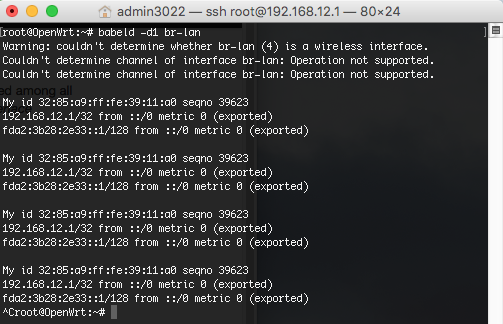 admin3022 — ssh root@192.168.12.1 — 80×24
[root@OpenWrt:~# babeld -d1 br-lan ]
Warning: couldn't determine whether br-lan (4) is a wireless interface.
Couldn't determine channel of interface br-lan: Operation not supported.
Couldn't determine channel of interface br-lan: Operation not supported.
ed among all
My id 32:85:a9:ff:fe:39:11:a0 seqno 39623
192.168.12.1/32 from ::/0 metric 0 (exported)
fda2:3b28:2e33::1/128 from ::/0 metric 0 (exported)
My id 32:85:a9:ff:fe:39:11:a0 seqno 39623
192.168.12.1/32 from ::/0 metric 0 (exported)
fda2:3b28:2e33::1/128 from ::/0 metric 0 (exported)
My id 32:85:a9:ff:fe:39:11:a0 seqno 39623
192.168.12.1/32 from ::/0 metric 0 (exported)
fda2:3b28:2e33::1/128 from ::/0 metric 0 (exported)
My id 32:85:a9:ff:fe:39:11:a0 seqno 39623
192.168.12.1/32 from ::/0 metric 0 (exported)
fda2:3b28:2e33::1/128 from ::/0 metric 0 (exported)
^Croot@OpenWrt:~#